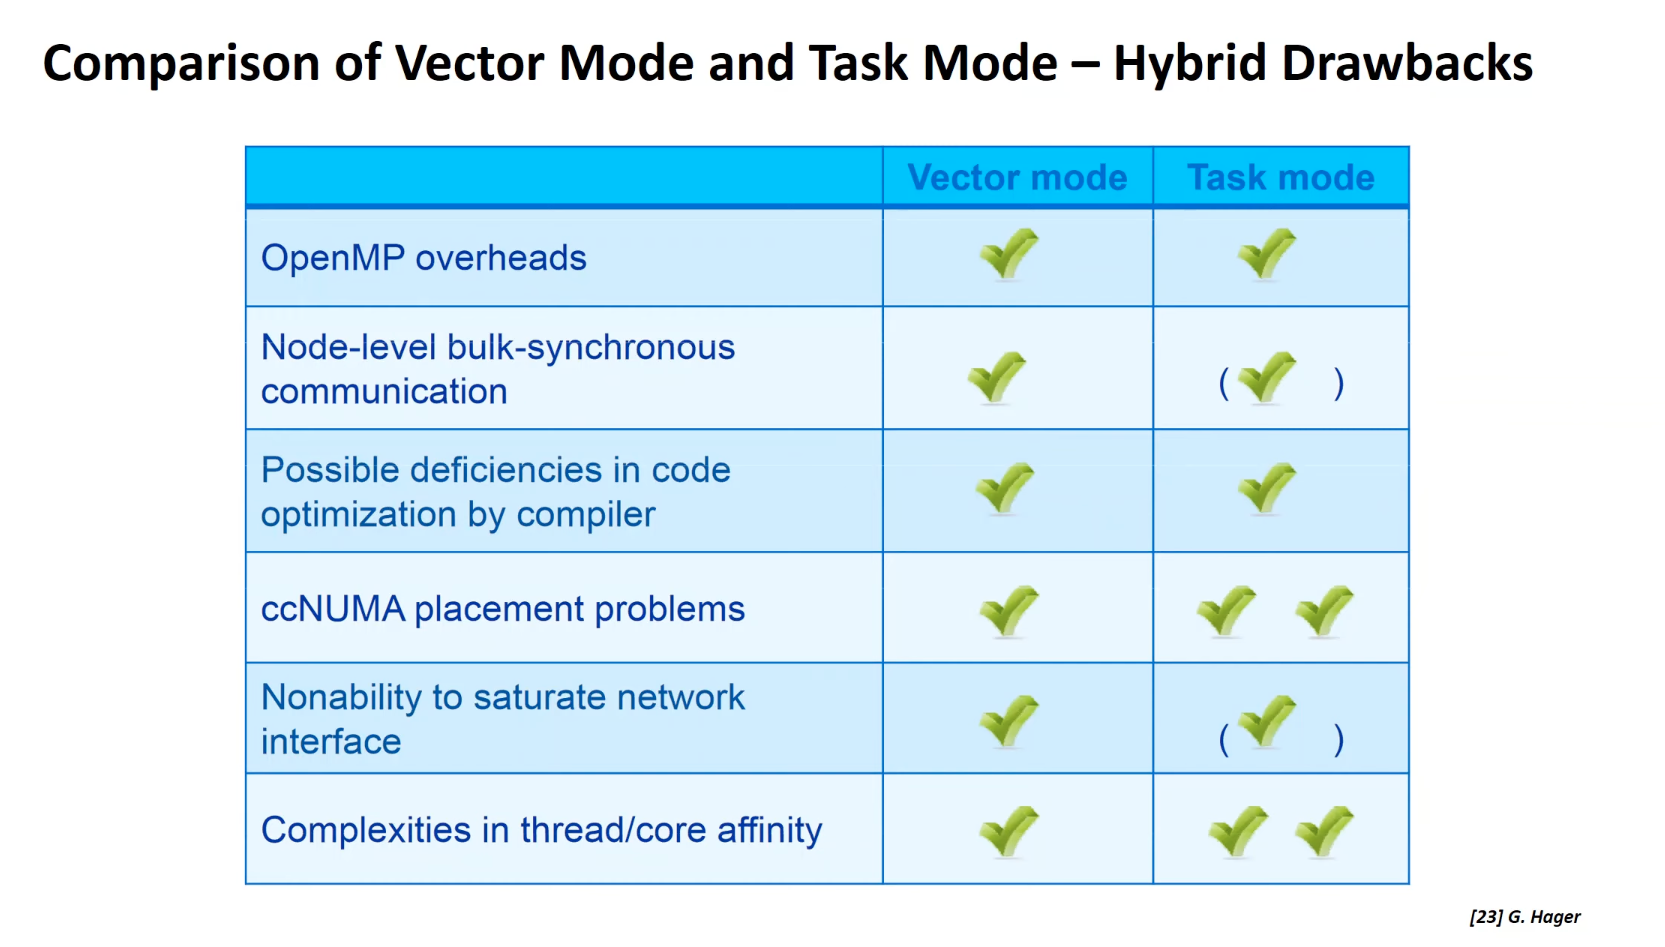 Comparison of Vector Mode and Task Mode – Hybrid Drawbacks
Vector mode Task mode
OpenMP overheads
Node-level bulk-synchronous
communication
( )
Possible deficiencies in code
optimization by compiler
ccNUMA placement problems
Nonability to saturate network
interface
( )
Complexities in thread/core affinity
[23] G. Hager